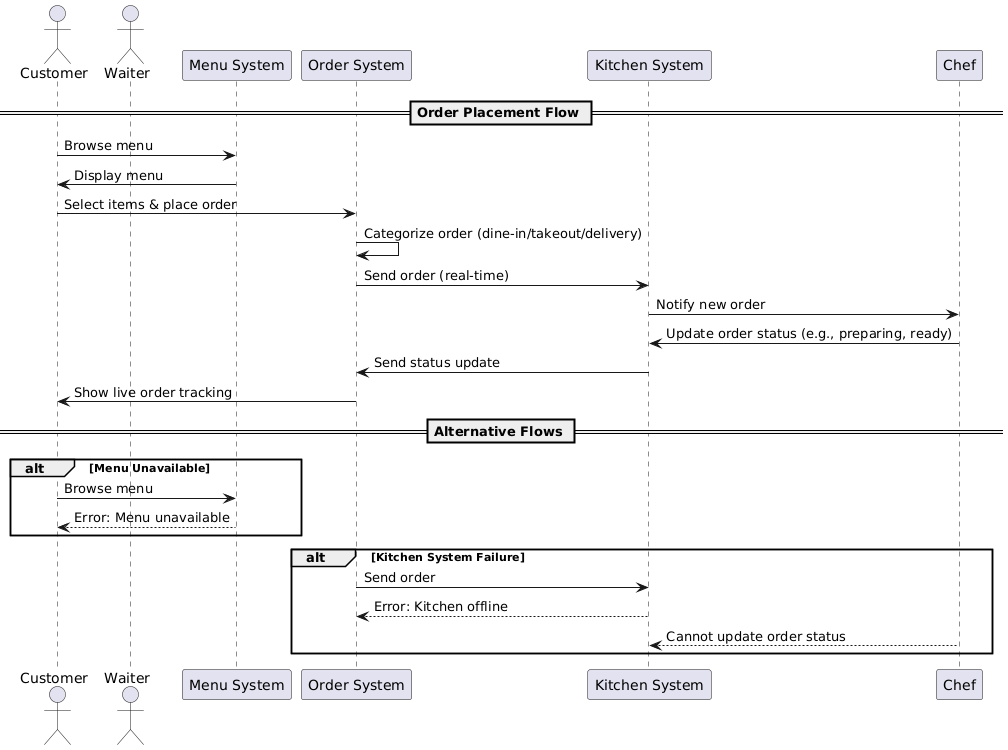 Customer
Waiter
Menu System
Order System
Kitchen System
Chef
Order Placement Flow
Browse menu
Display menu
Select items & place order
Categorize order (dine-in/takeout/delivery)
Send order (real-time)
Notify new order
Update order status (e.g., preparing, ready)
Send status update
Show live order tracking
Alternative Flows
alt [Menu Unavailable]
Browse menu
Error: Menu unavailable
alt [Kitchen System Failure]
Send order
Error: Kitchen offline
Cannot update order status
Customer
Waiter
Menu System
Order System
Kitchen System
Chef